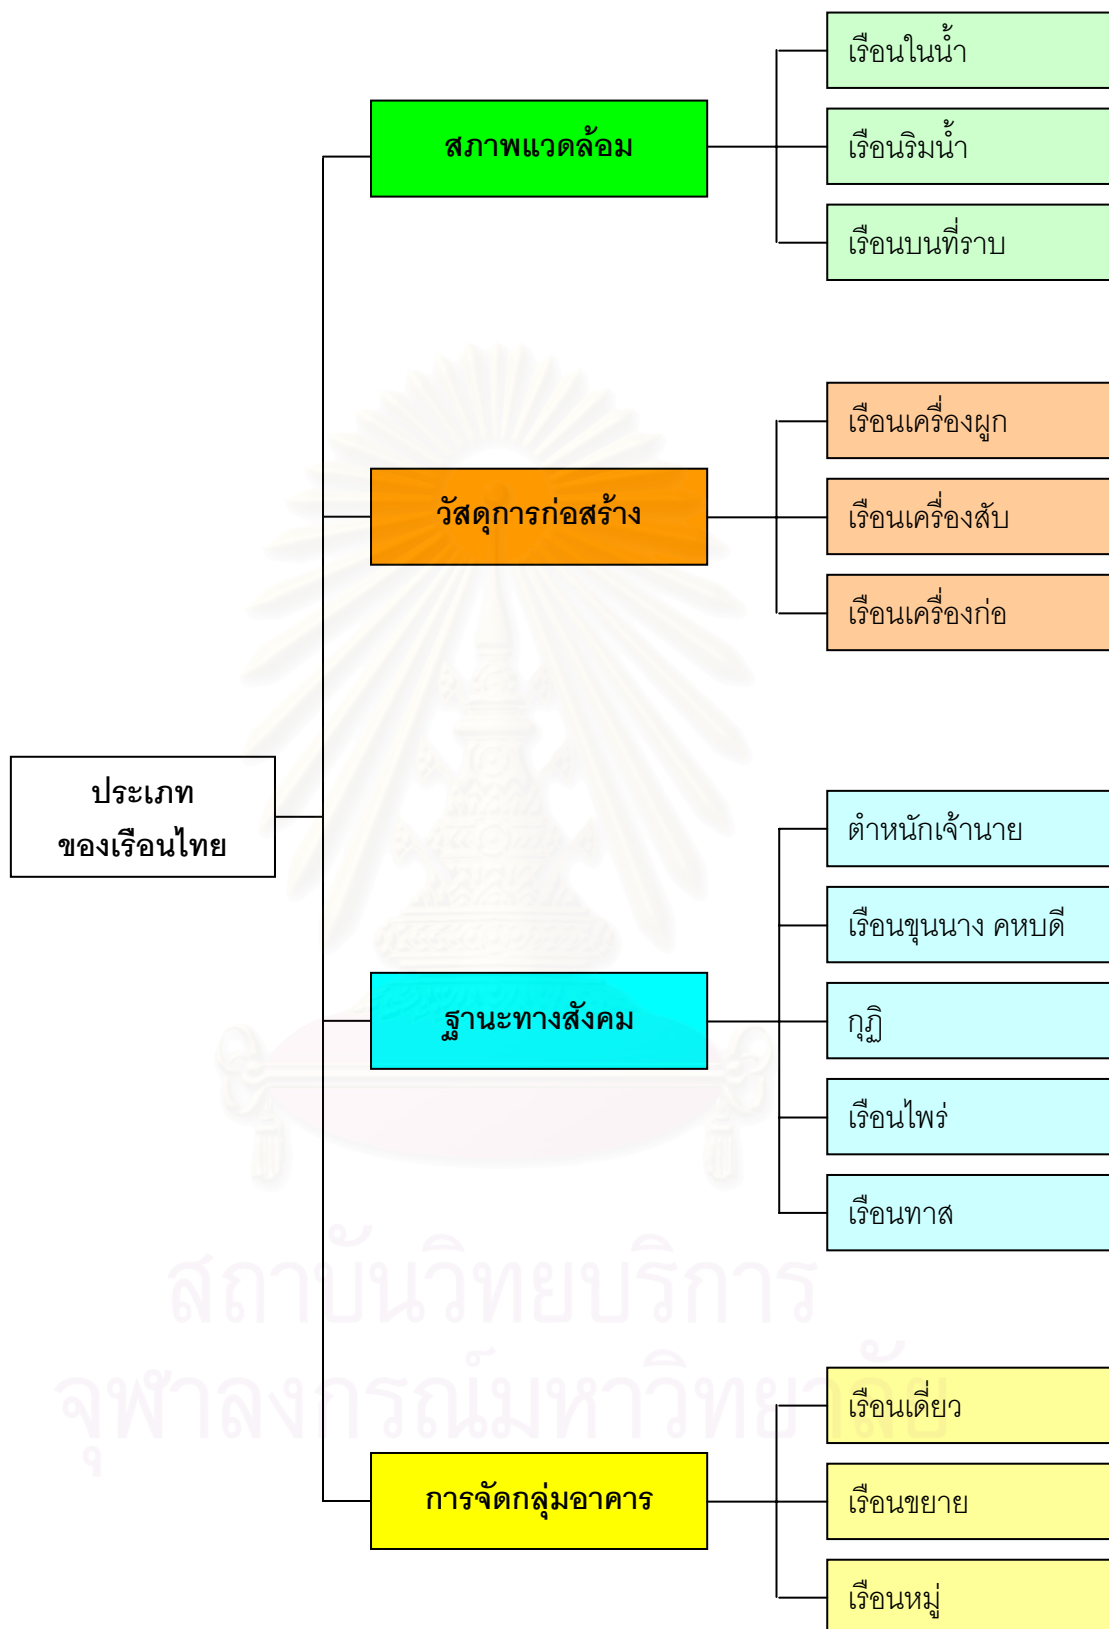 ประเภท
ของเรือนไทย
สภาพแวดล้อม
เรือนในน้ำ
เรือนริมน้ำ
เรือนบนที่ราบ
วัสดุการก่อสร้าง
เรือนเครื่องผูก
เรือนเครื่องสับ
เรือนเครื่องก่อ
ฐานะทางสังคม
ตำหนักเจ้านาย
เรือนขุนนาง คหบดี
กุฏิ
เรือนไพร่
เรือนทาส
การจัดกลุ่มอาคาร
เรือนเดี่ยว
เรือนขยาย
เรือนหมู่
สถาบันวิทยบริการ
จุฬาลงกรณ์มหาวิทยาลัย